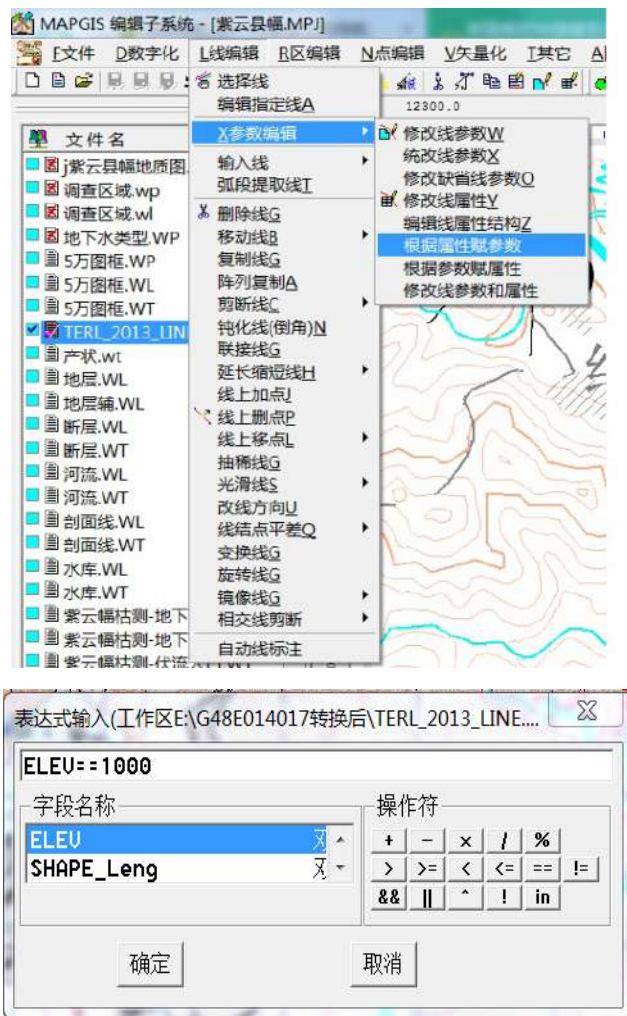 MAPGIS 编辑子系统 - [紫云县幅.MPJ]
F文件 D数字化 L线编辑 R区编辑 N点编辑 V矢量化 I其它
选择线
编辑指定线A
12300.0
X参数编辑
输入线
弧段提取线T
删除线G
移动线B
复制线G
阵列复制A
剪断线C
钝化线(倒角)N
联接线G
延长缩短线H
线上加点J
线上删点P
线上移点L
抽稀线G
光滑线S
改线方向U
线结点平差Q
变换线G
旋转线G
镜像线G
相交线剪断
自动线标注
修改线参数W
统改线参数X
修改缺省线参数O
修改线属性Y
编辑线属性结构Z
根据属性赋参数
根据参数赋属性
修改线参数和属性
文件名
j紫云县幅地质图.
调查区域.wp
调查区域.wl
地下水类型.WP
5万图框.WP
5万图框.WL
5万图框.WT
TERL_2013_LIN
产状.wt
地层.WL
地层辅.WL
断层.WL
断层.WT
河流.WL
河流.WT
剖面线.WL
剖面线.WT
水库.WL
水库.WT
紫云幅枯测-地下
紫云幅枯测-地下
表达式输入(工作区E:\G48E014017转换后\TERL_2013_LINE....
ELEV==1000
字段名称
操作符
ELEV 双
SHAPE_Leng 双
+ - x / %
> >= < <= == !=
&& || ^ ! in
确定 取消